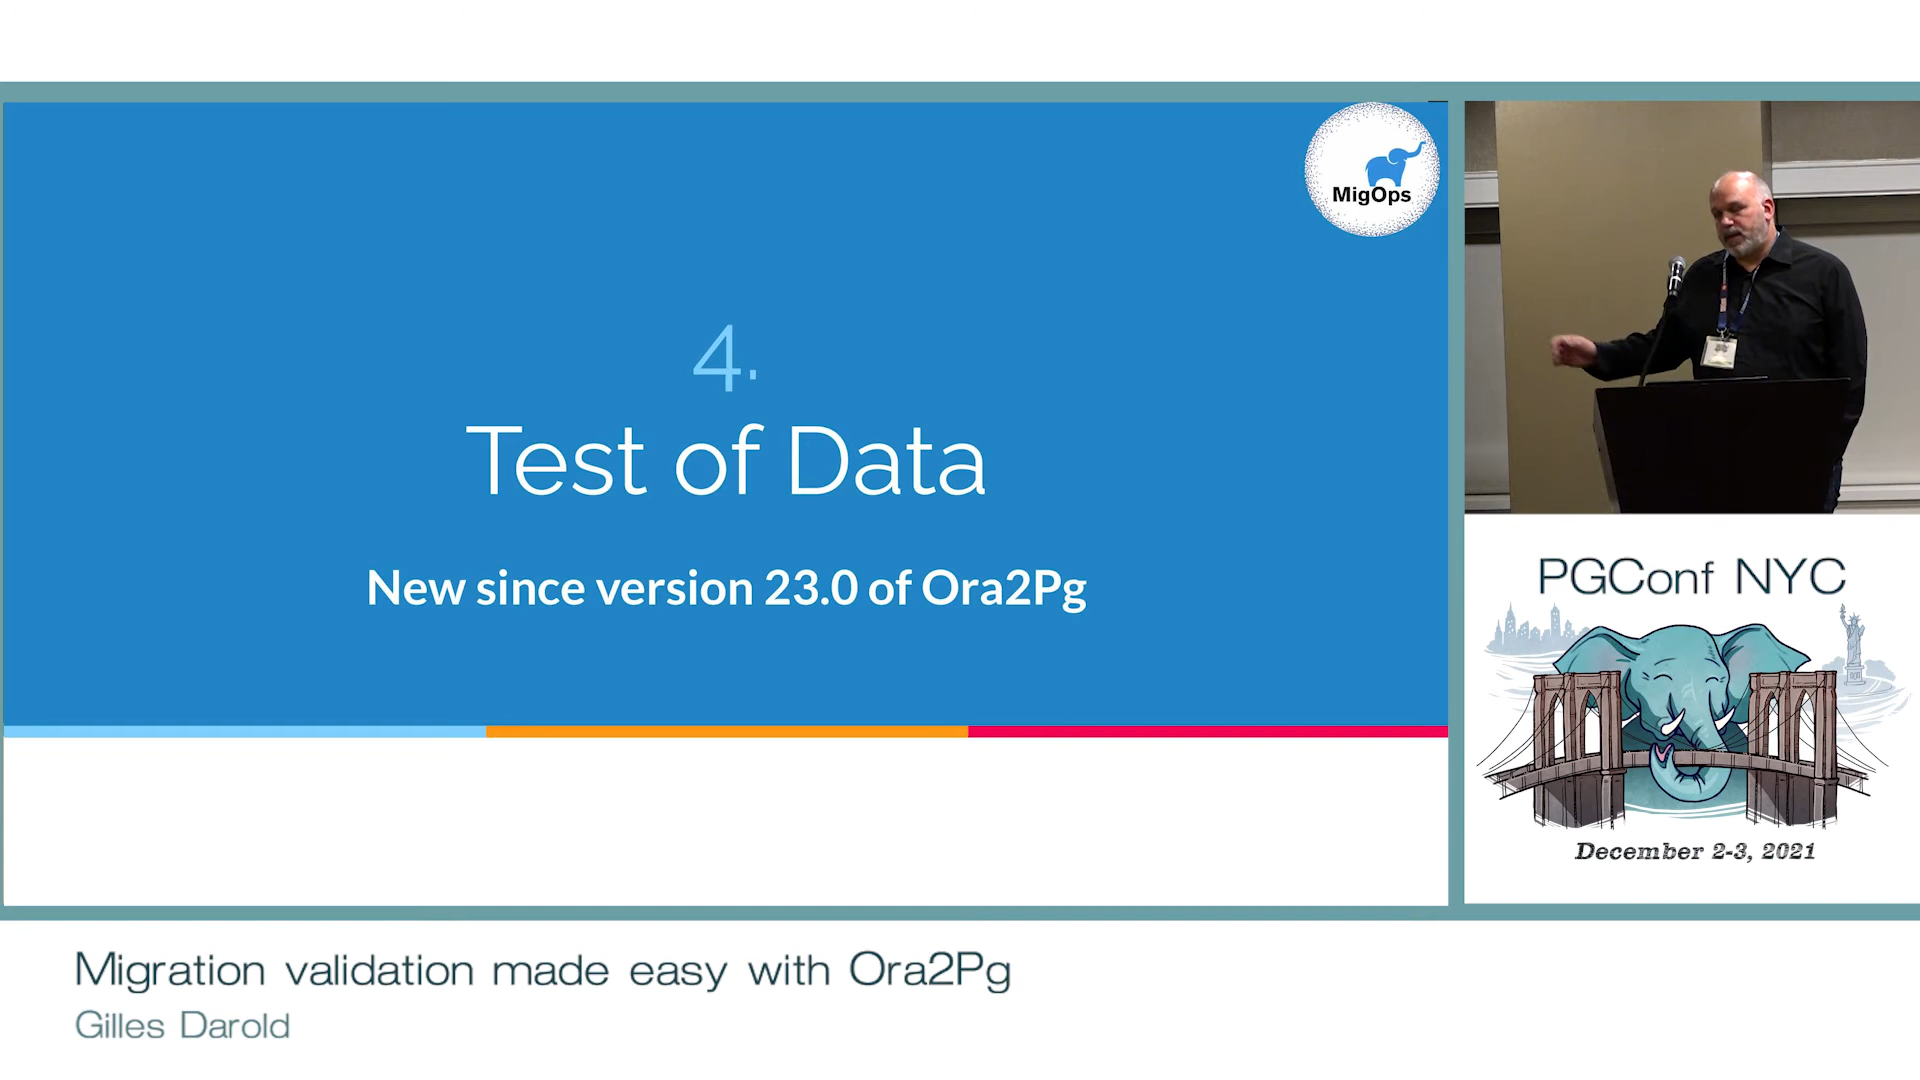 MigOps
4.
Test of Data
New since version 23.0 of Ora2Pg
PGConf NYC
December 2-3, 2021
Migration validation made easy with Ora2Pg
Gilles Darold